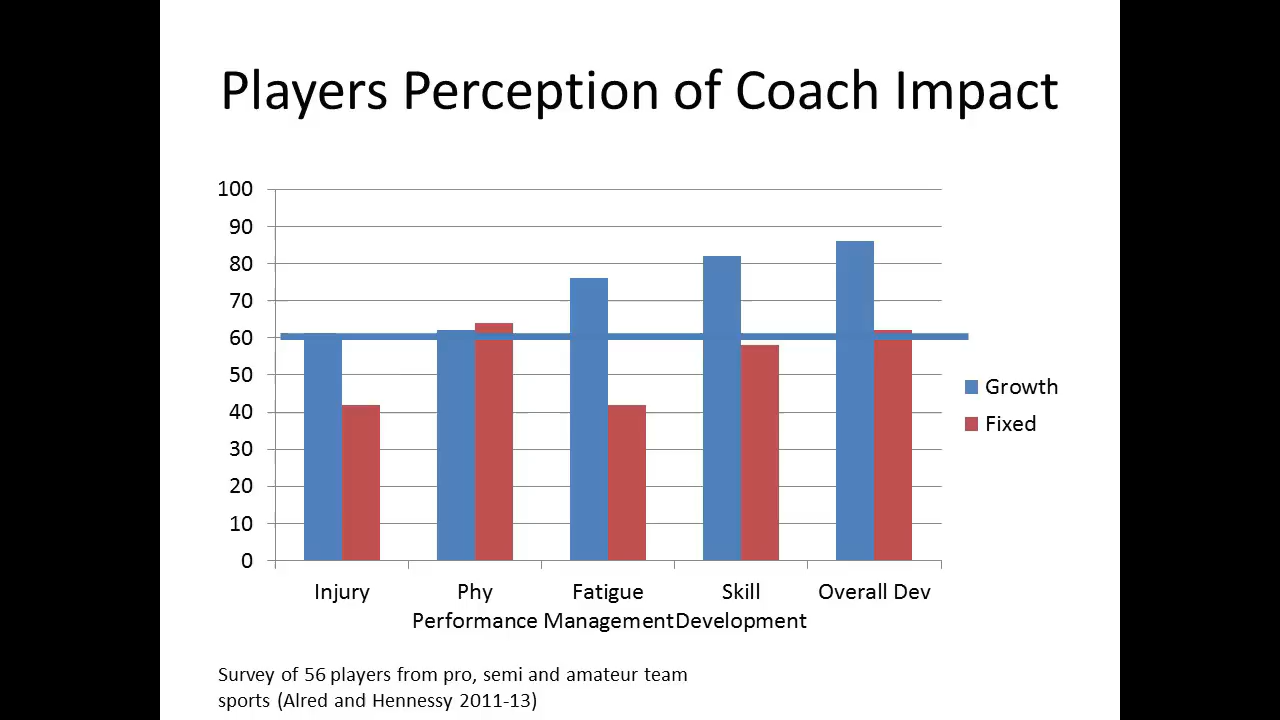 Players Perception of Coach Impact
100
90
80
70
60
50
40
30
20
10
0
Growth
Fixed
Injury Phy Fatigue Skill Overall Dev
Performance Management Development
Survey of 56 players from pro, semi and amateur team
sports (Alred and Hennessy 2011-13)